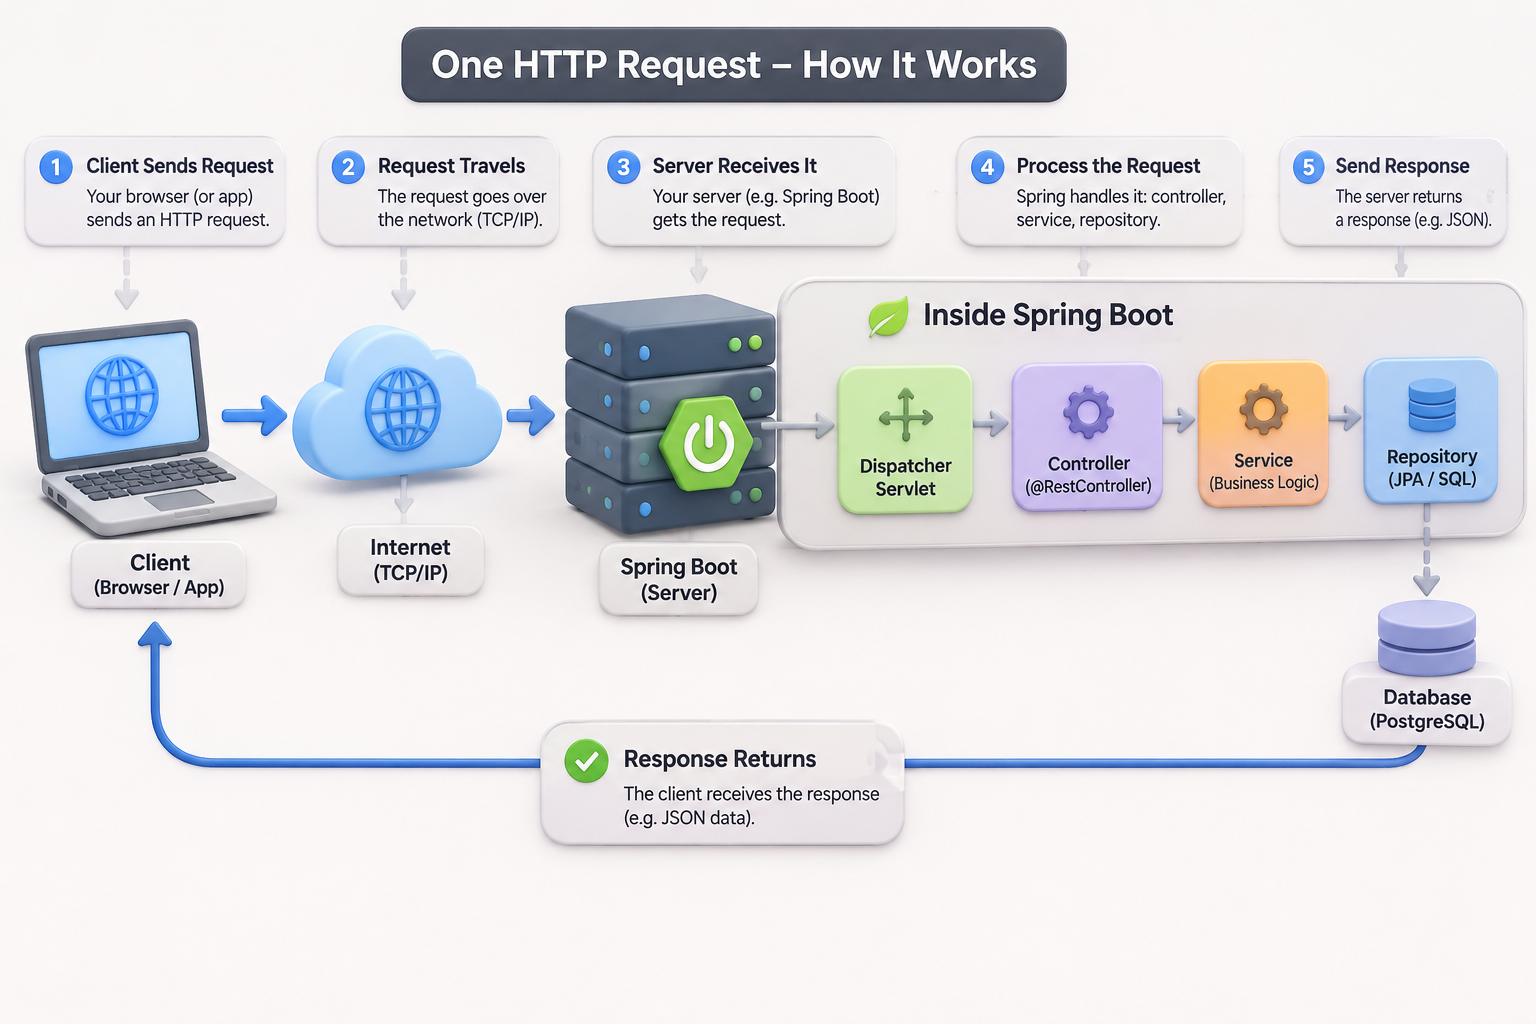 One HTTP Request – How It Works
1
Client Sends Request
Your browser (or app)
sends an HTTP request.
2
Request Travels
The request goes over
the network (TCP/IP).
3
Server Receives It
Your server (e.g. Spring Boot)
gets the request.
4
Process the Request
Spring handles it: controller,
service, repository.
5
Send Response
The server returns
a response (e.g. JSON).
Inside Spring Boot
Dispatcher
Servlet
Controller
(@RestController)
Service
(Business Logic)
Repository
(JPA / SQL)
Client
(Browser / App)
Internet
(TCP/IP)
Spring Boot
(Server)
Database
(PostgreSQL)
Response Returns
The client receives the response
(e.g. JSON data).